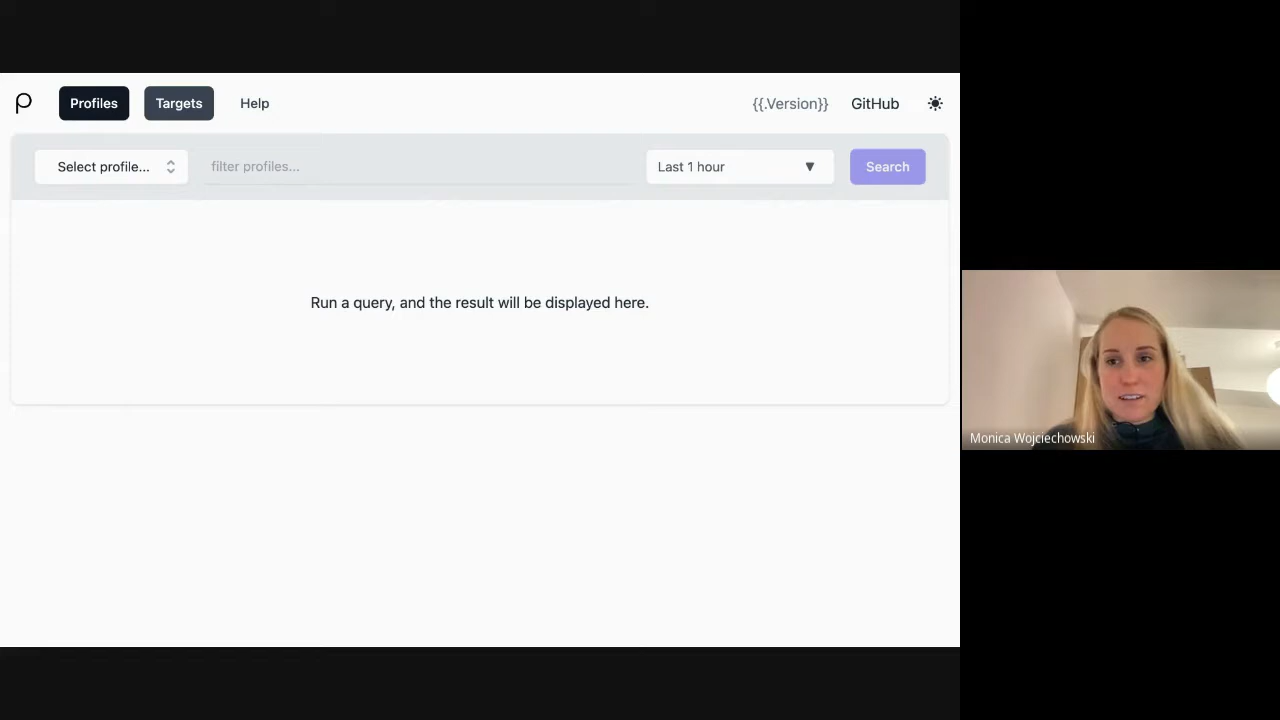 Profiles Targets Help {{.Version}} GitHub
Select profile... filter profiles... Last 1 hour Search
Run a query, and the result will be displayed here.
Monica Wojciechowski